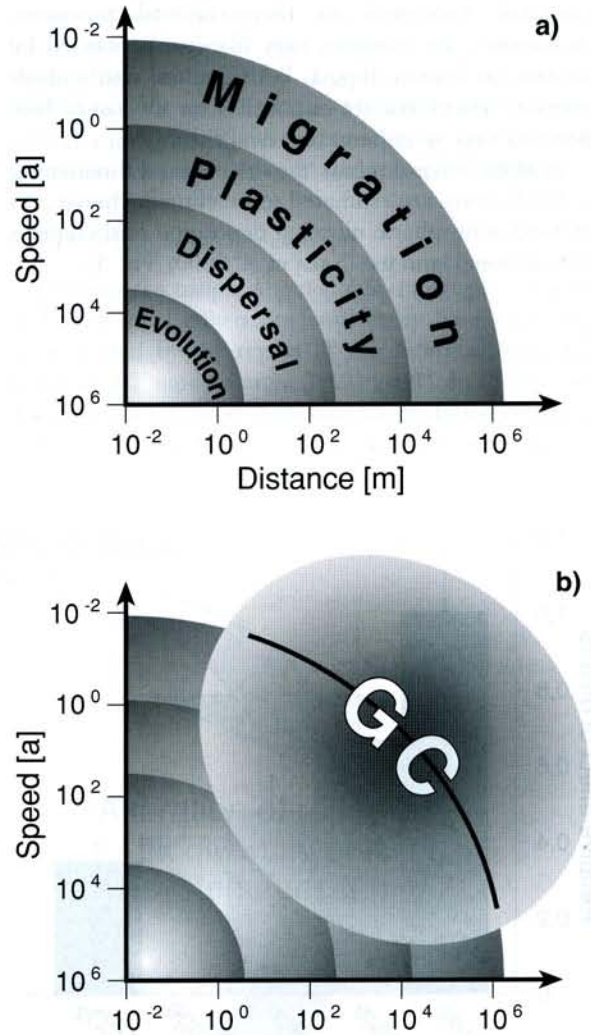 a)
10⁻²
10⁰
10²
10⁴
10⁶
Speed [a]
Migration
Plasticity
Dispersal
Evolution
10⁻² 10⁰ 10² 10⁴ 10⁶
Distance [m]
b)
10⁻²
10⁰
10²
10⁴
10⁶
Speed [a]
GC
10⁻² 10⁰ 10² 10⁴ 10⁶